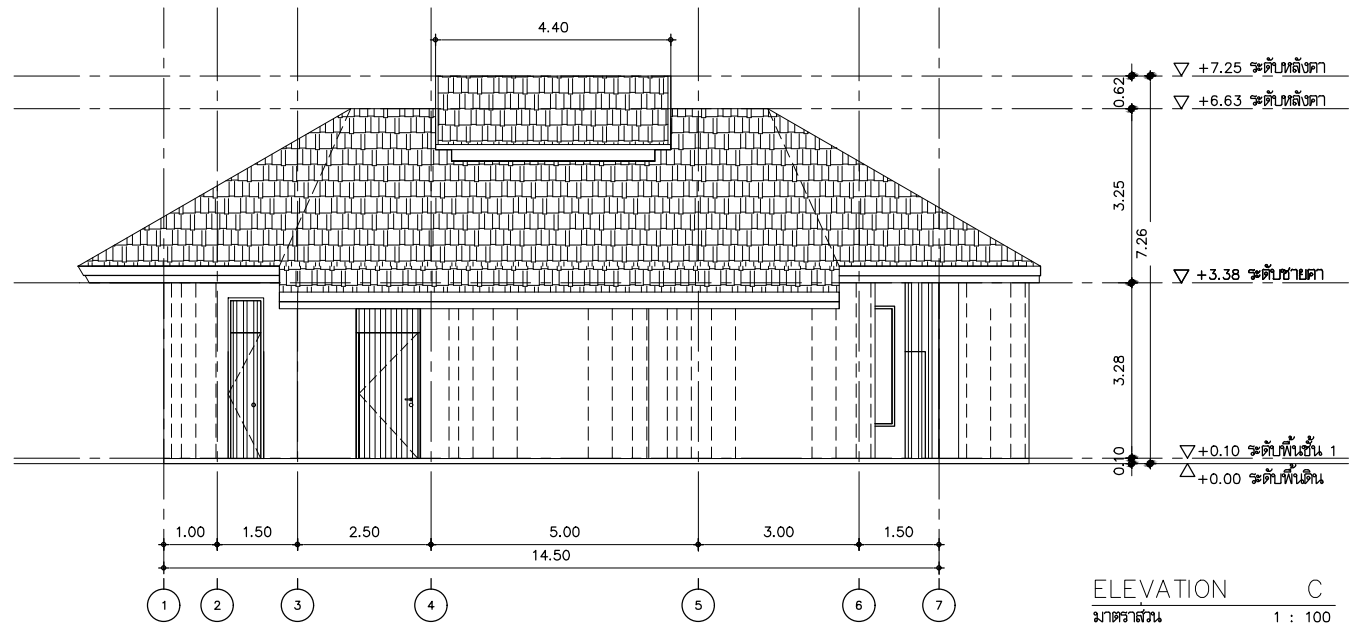 4.40
▽ +7.25 ระดับหลังคา
0.62
▽ +6.63 ระดับหลังคา
3.25
7.26
▽ +3.38 ระดับชายคา
3.28
▽ +0.10 ระดับพื้นชั้น 1
0.10
△ +0.00 ระดับพื้นดิน
1.00 1.50 2.50 5.00 3.00 1.50
14.50
1 2 3 4 5 6 7
ELEVATION C
มาตราส่วน 1 : 100